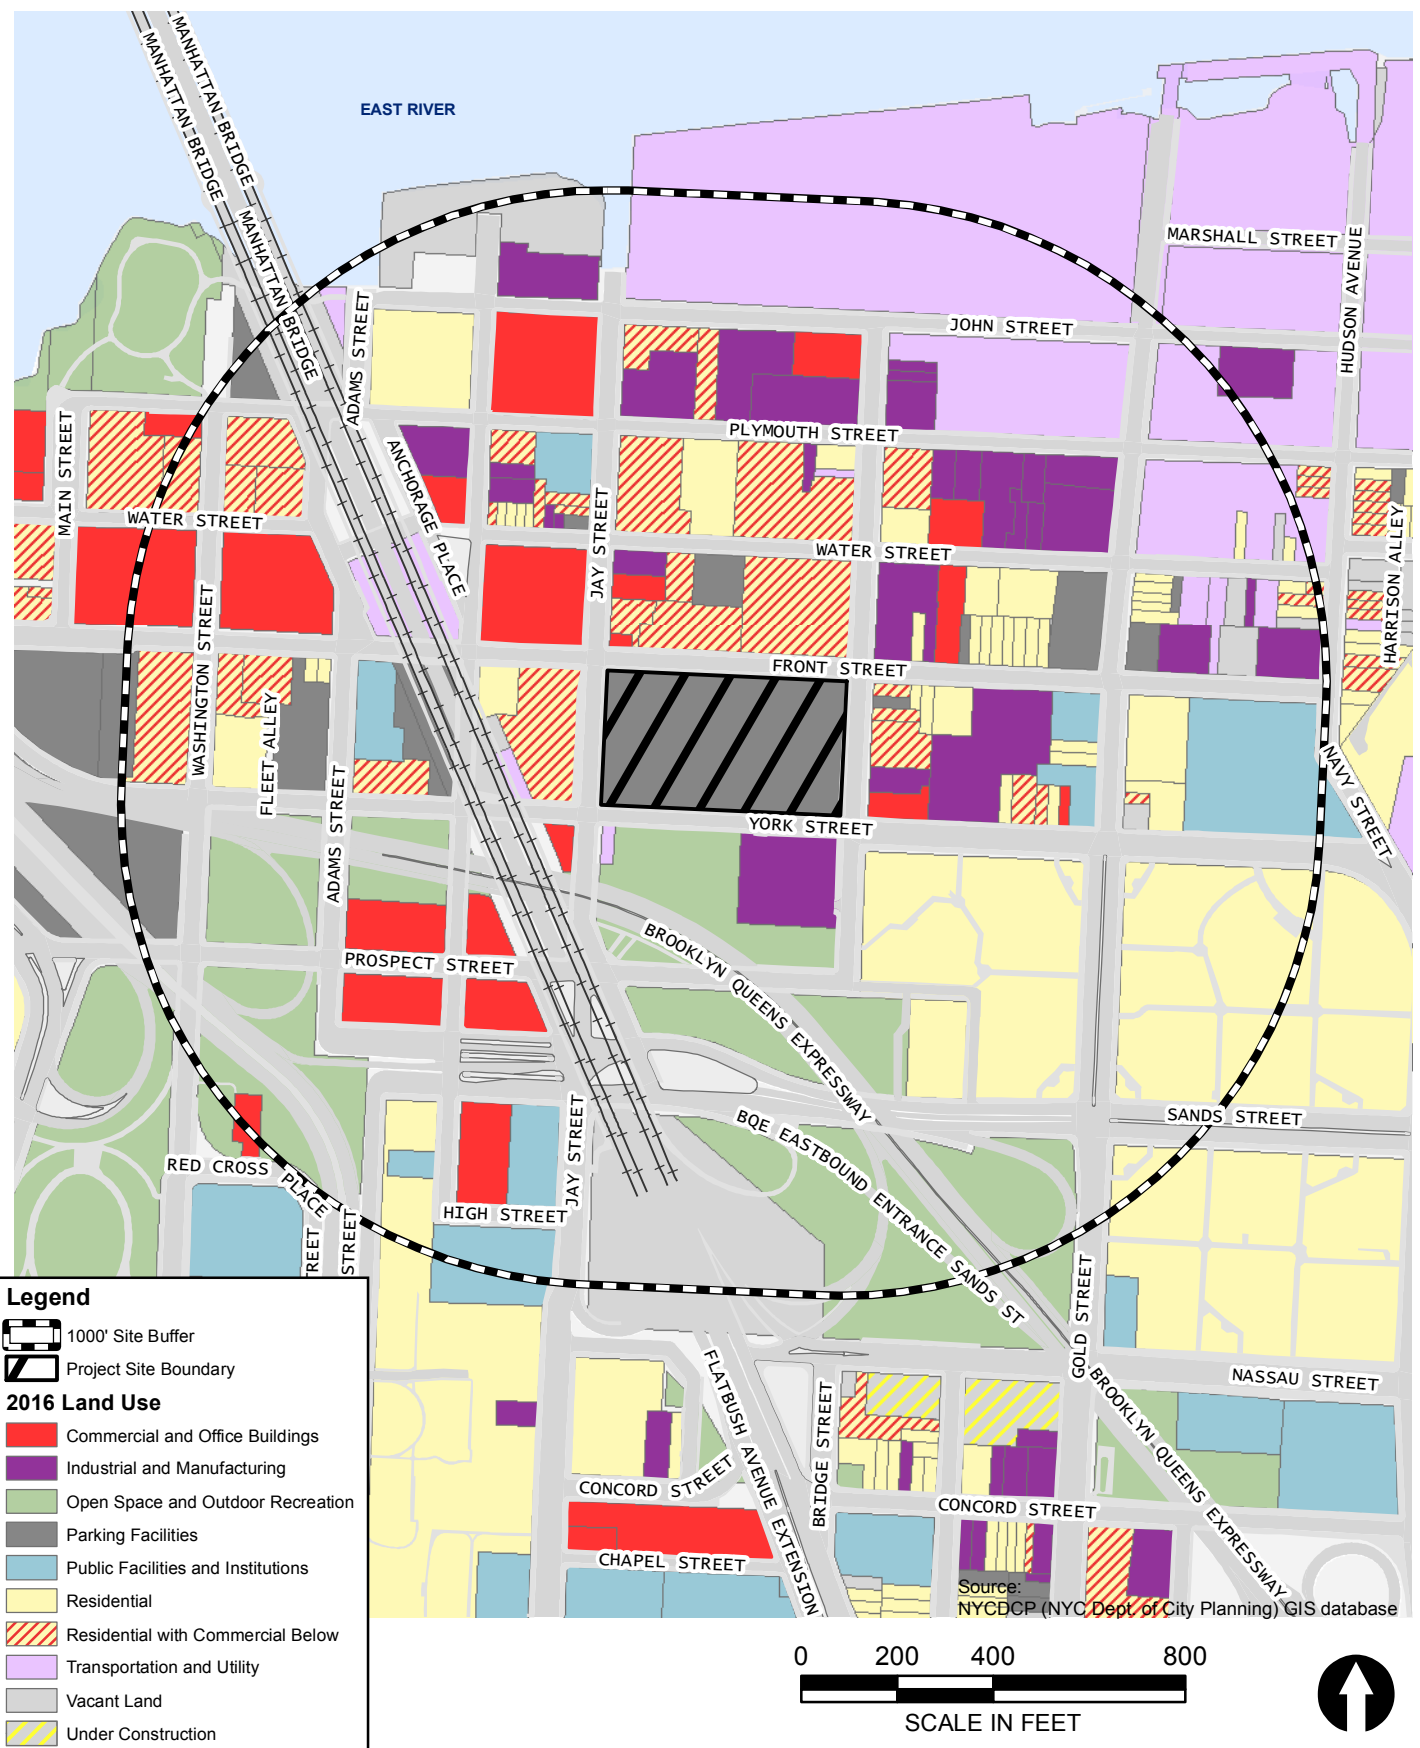 MANHATTAN BRIDGE
MANHATTAN BRIDGE
EAST RIVER
MANHATTAN BRIDGE
MARSHALL STREET
HUDSON AVENUE
JOHN STREET
ADAMS STREET
PLYMOUTH STREET
ANCHORAGE PLACE
MAIN STREET
WATER STREET
JAY STREET
WATER STREET
HARRISON ALLEY
WASHINGTON STREET
FRONT STREET
FLEET ALLEY
NAVY STREET
ADAMS STREET
YORK STREET
BROOKLYN QUEENS EXPRESSWAY
PROSPECT STREET
SANDS STREET
BQE EASTBOUND ENTRANCE SANDS ST
JAY STREET
RED CROSS PLACE
HIGH STREET
TREET
STREET
GOLD STREET
NASSAU STREET
FLATBUSH AVENUE EXTENSION
BRIDGE STREET
BROOKLYN QUEENS EXPRESSWAY
CONCORD STREET
CONCORD STREET
CHAPEL STREET
Legend
1000' Site Buffer
Project Site Boundary
2016 Land Use
Commercial and Office Buildings
Industrial and Manufacturing
Open Space and Outdoor Recreation
Parking Facilities
Public Facilities and Institutions
Residential
Residential with Commercial Below
Transportation and Utility
Vacant Land
Under Construction
Source:
NYCDCP (NYC Dept. of City Planning) GIS database
0 200 400 800
SCALE IN FEET